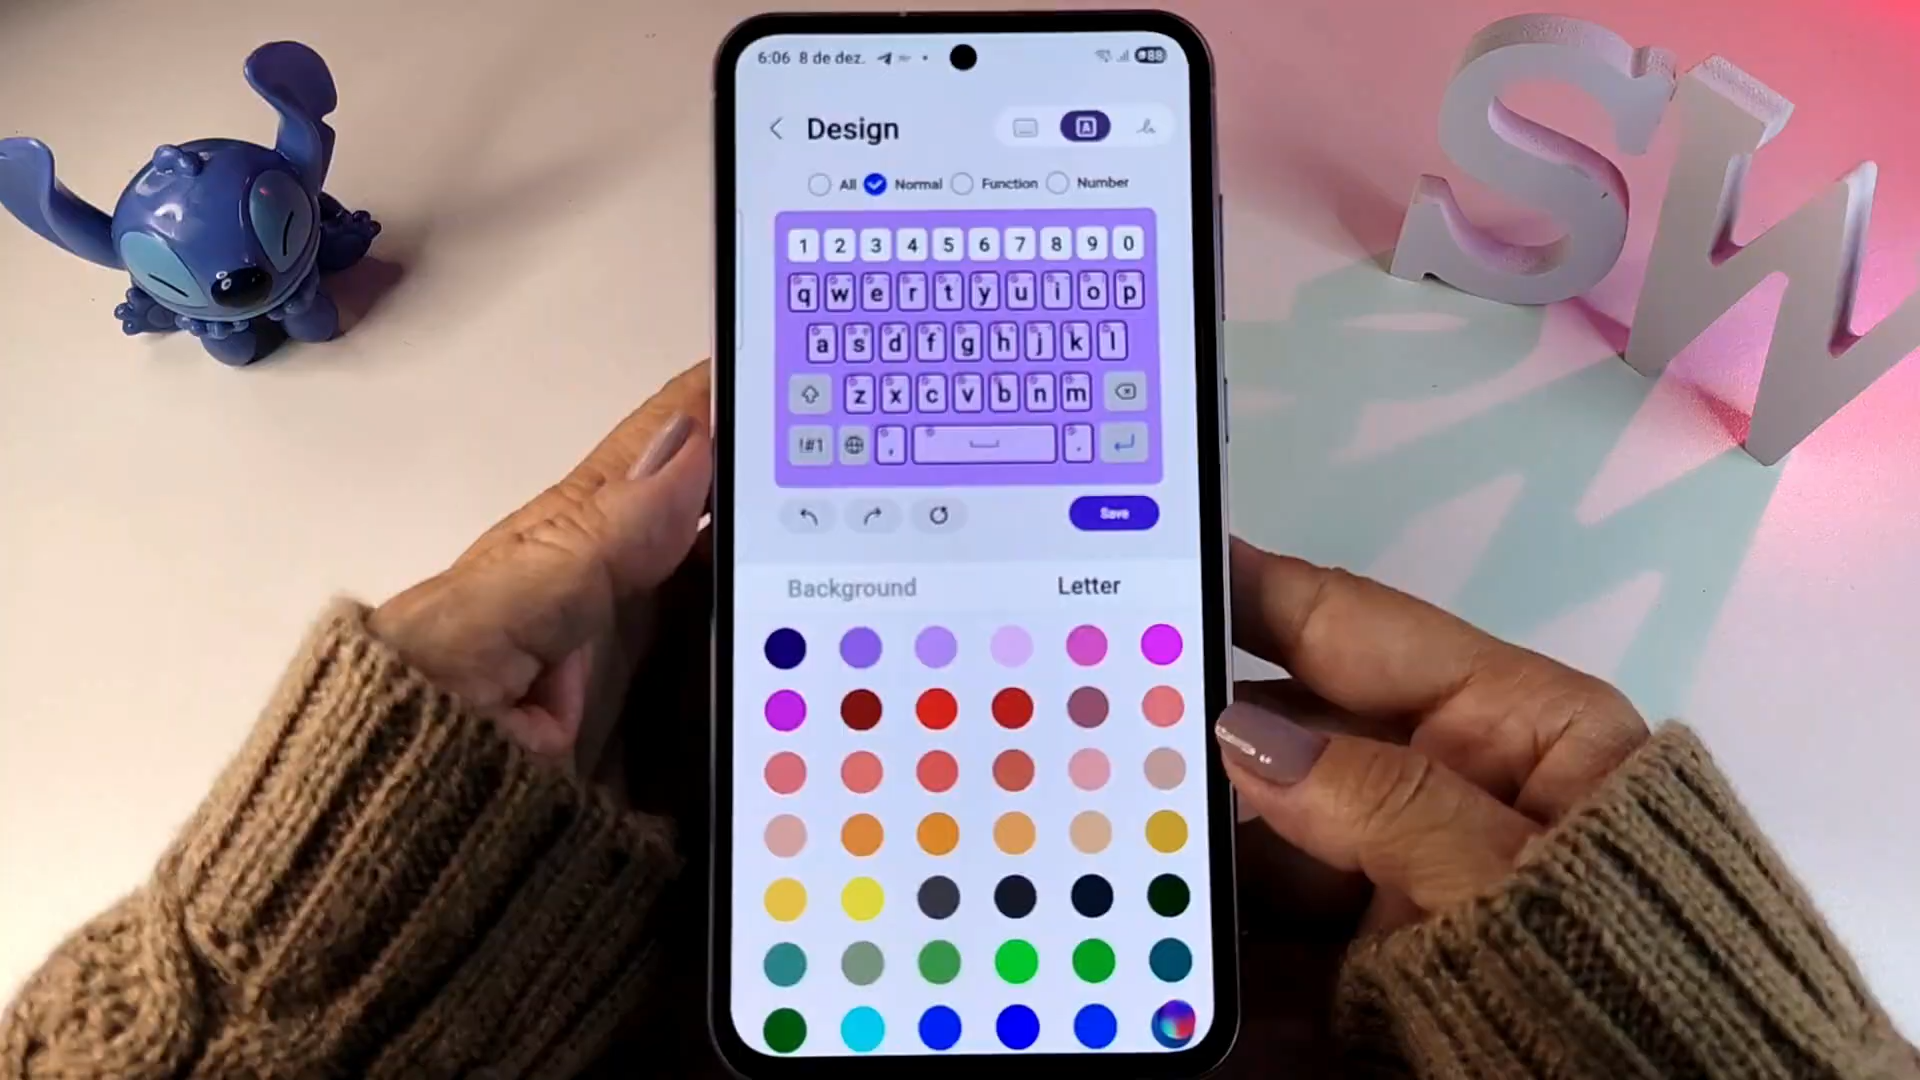 6:06 8 de dez. 88
Design A
All Normal Function Number
1 2 3 4 5 6 7 8 9 0
q w e r t y u i o p
a s d f g h j k l
z x c v b n m
!#1 , .
Save
Background Letter
SW